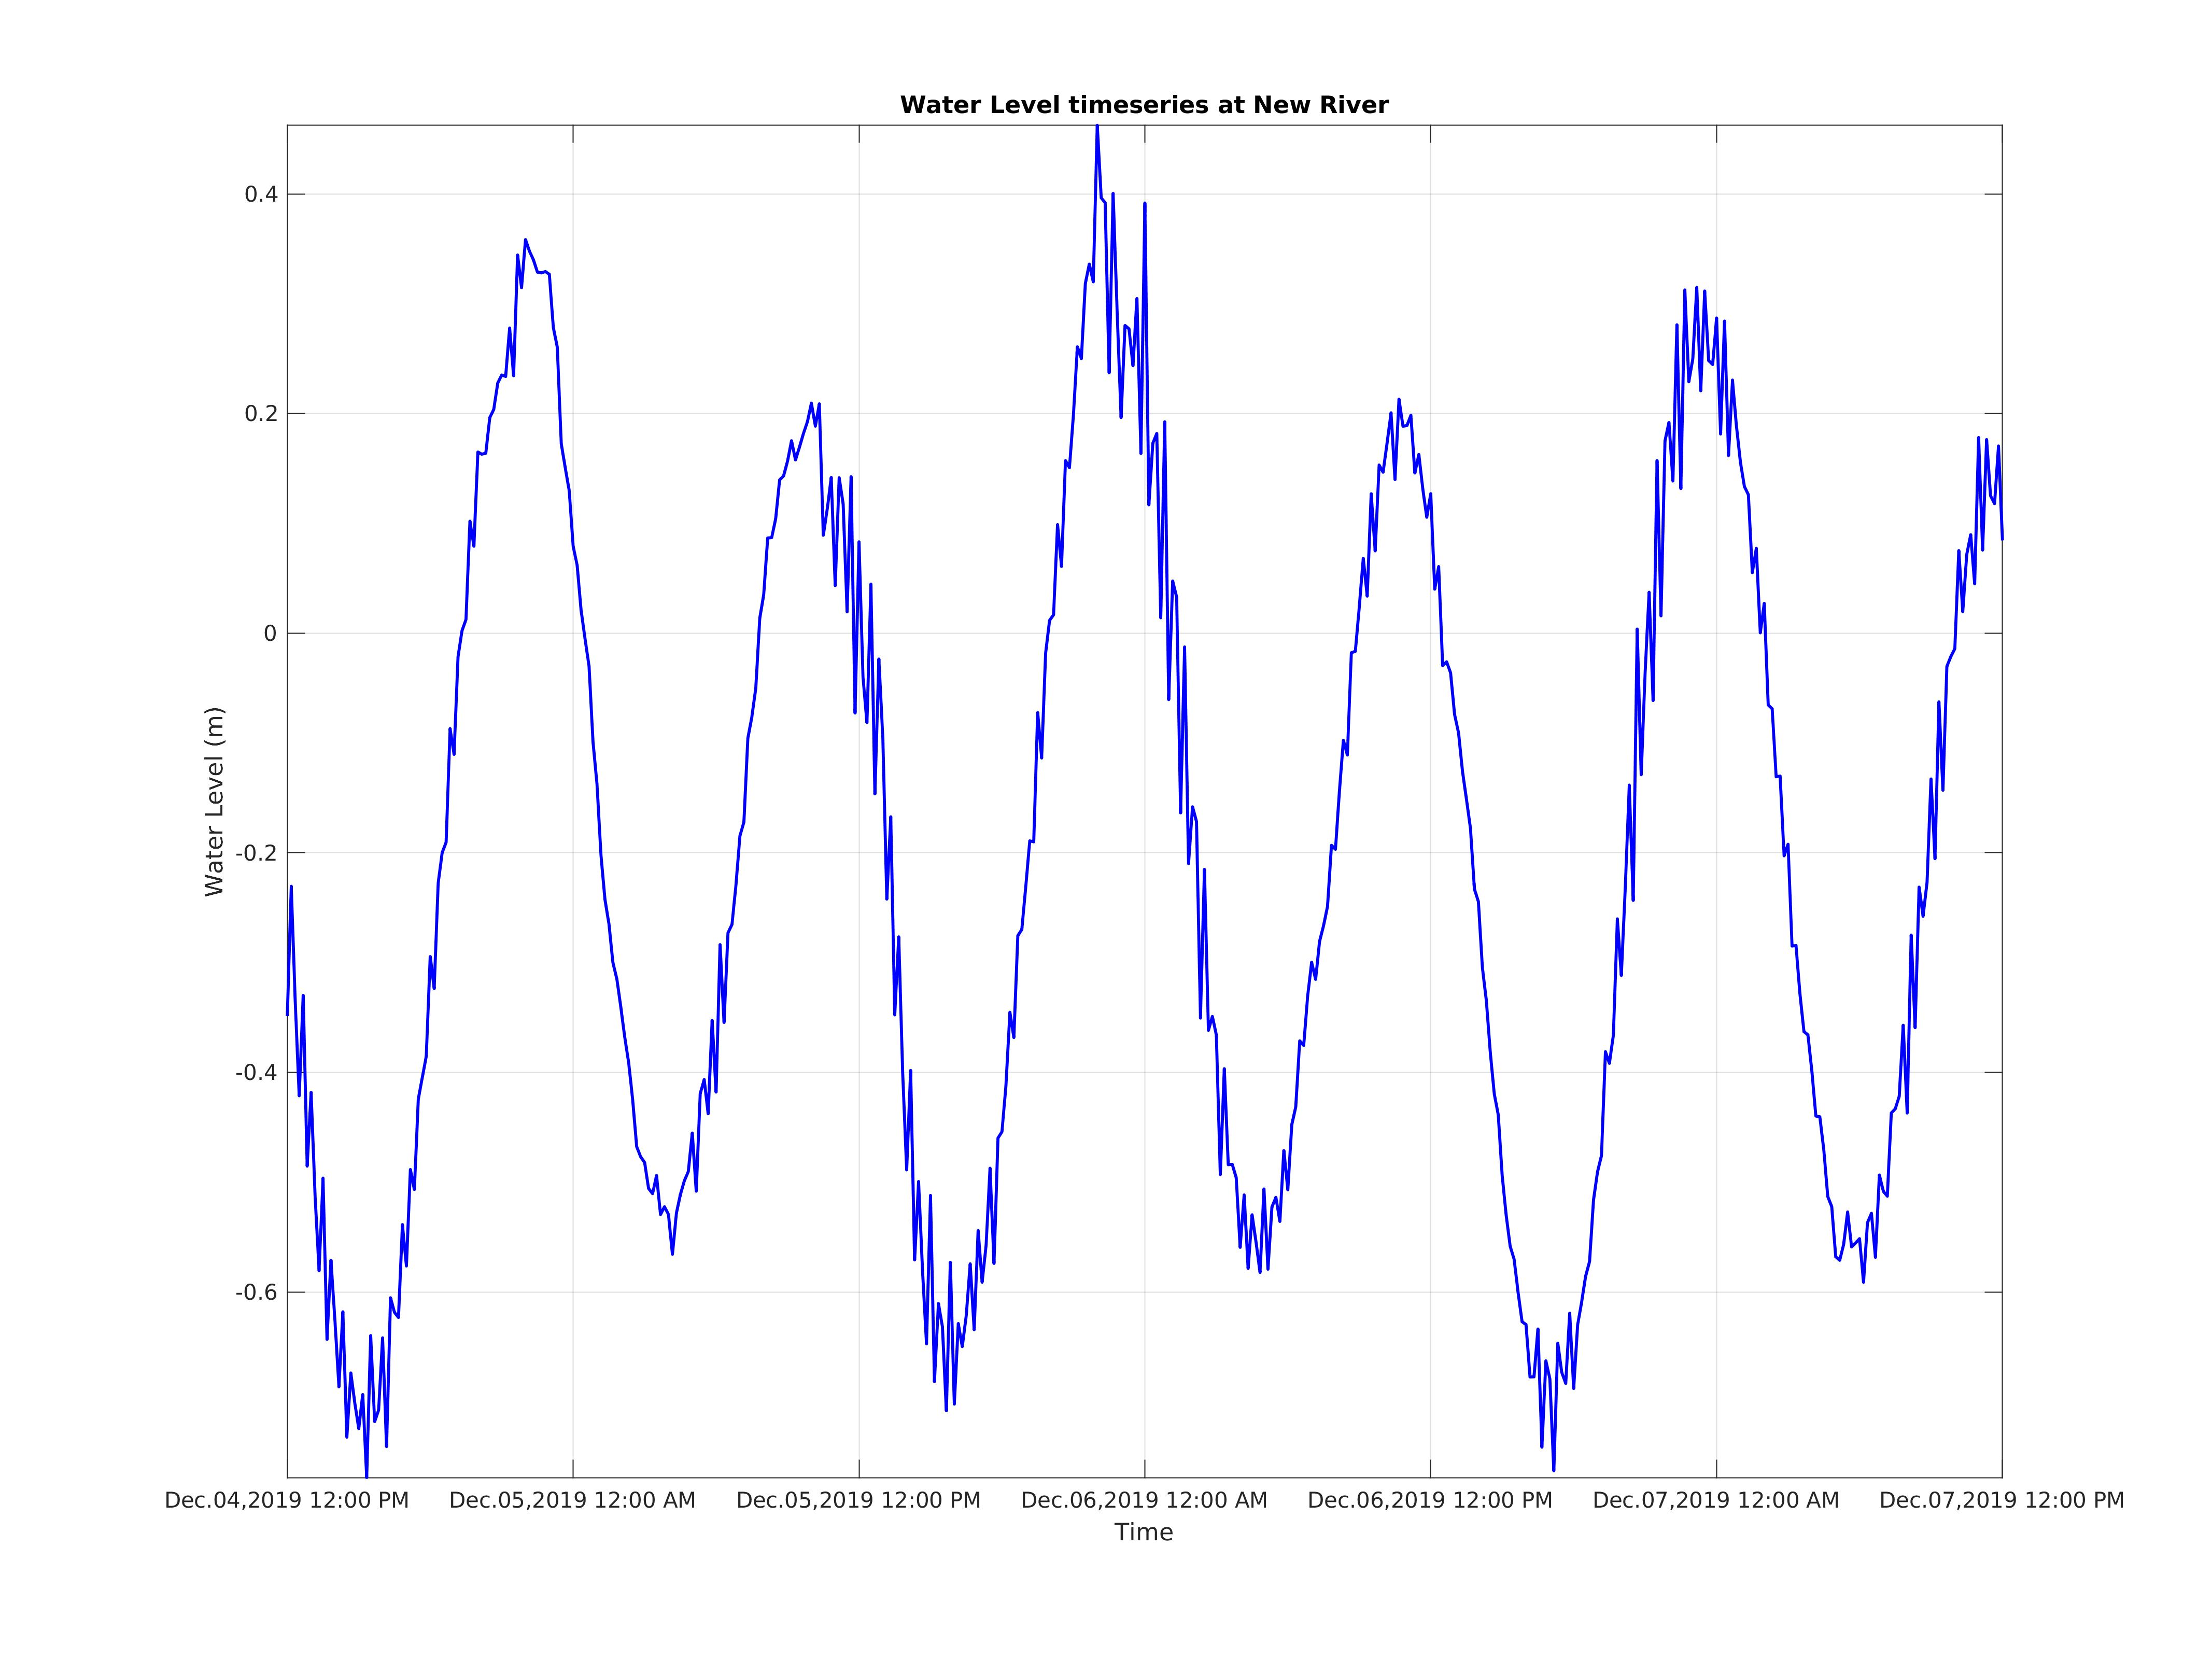 Water Level timeseries at New River
0.4
0.2
0
-0.2
-0.4
-0.6
Water Level (m)
Dec.04,2019 12:00 PM
Dec.05,2019 12:00 AM
Dec.05,2019 12:00 PM
Dec.06,2019 12:00 AM
Dec.06,2019 12:00 PM
Dec.07,2019 12:00 AM
Dec.07,2019 12:00 PM
Time